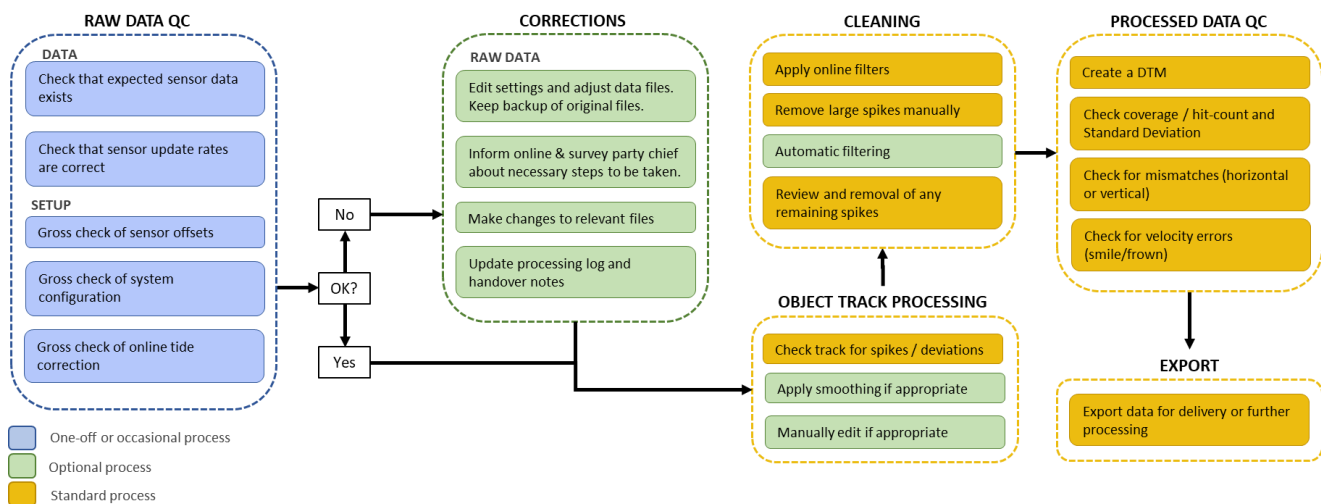 RAW DATA QC
DATA
Check that expected sensor data
exists
Check that sensor update rates
are correct
SETUP
Gross check of sensor offsets
Gross check of system
configuration
Gross check of online tide
correction
No
OK?
Yes
CORRECTIONS
RAW DATA
Edit settings and adjust data files.
Keep backup of original files.
Inform online & survey party chief
about necessary steps to be taken.
Make changes to relevant files
Update processing log and
handover notes
CLEANING
Apply online filters
Remove large spikes manually
Automatic filtering
Review and removal of any
remaining spikes
OBJECT TRACK PROCESSING
Check track for spikes / deviations
Apply smoothing if appropriate
Manually edit if appropriate
PROCESSED DATA QC
Create a DTM
Check coverage / hit-count and
Standard Deviation
Check for mismatches (horizontal
or vertical)
Check for velocity errors
(smile/frown)
EXPORT
Export data for delivery or further
processing
One-off or occasional process
Optional process
Standard process